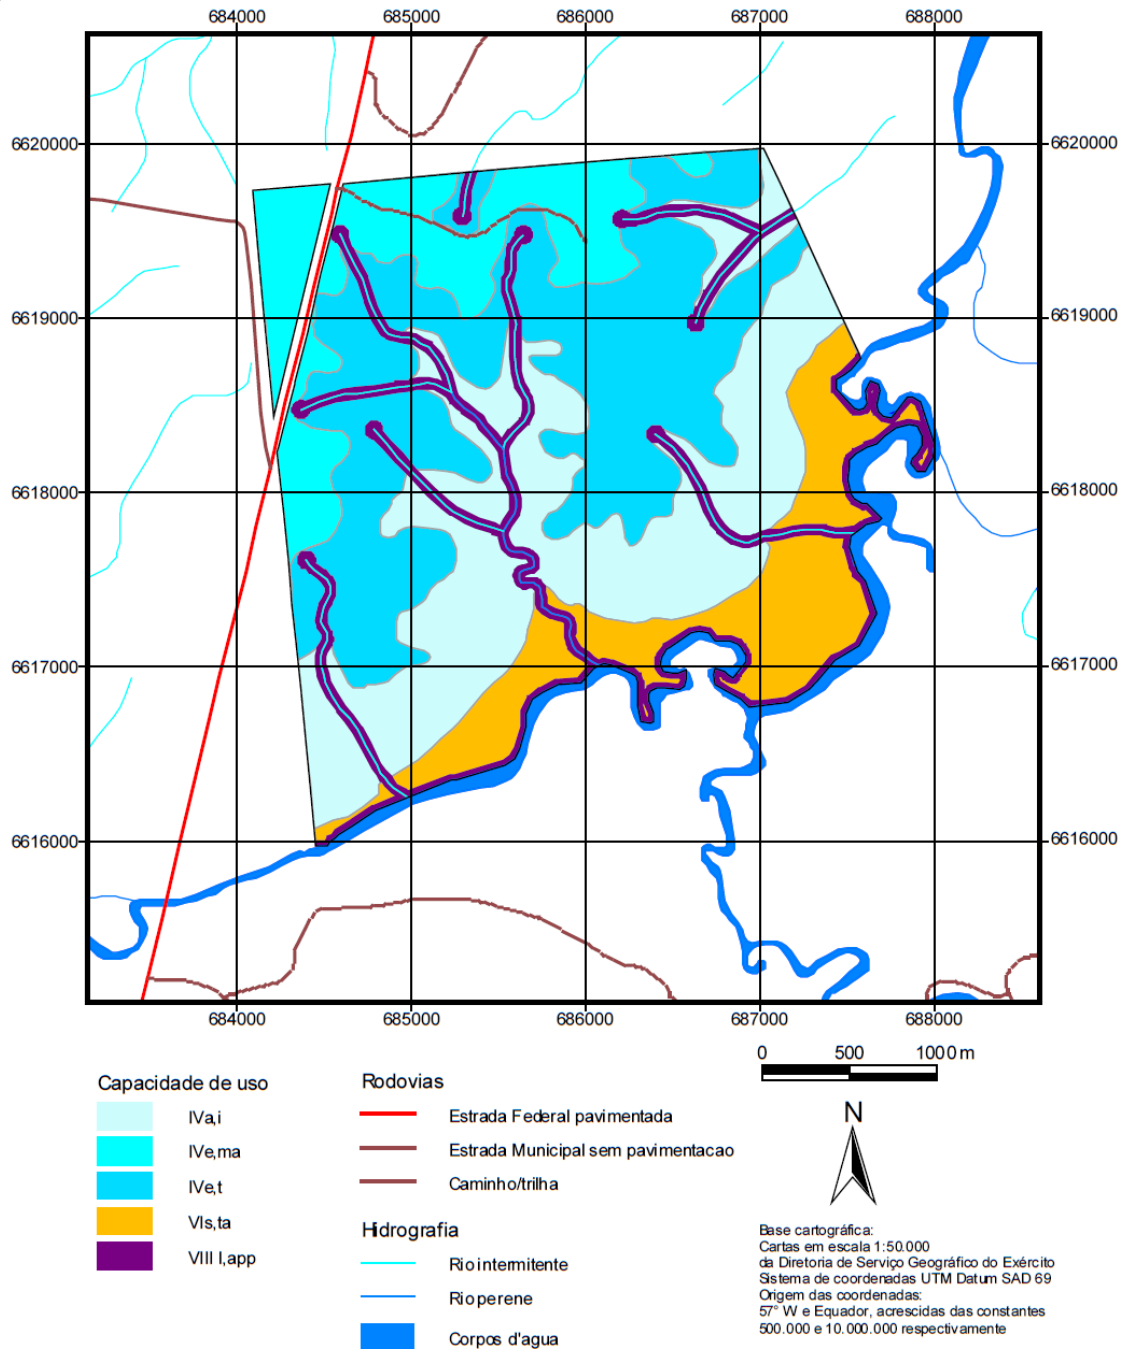 684000 685000 686000 687000 688000
6620000 6620000
6619000 6619000
6618000 6618000
6617000 6617000
6616000 6616000
684000 685000 686000 687000 688000
0 500 1000 m
Capacidade de uso
IVa,i
IVe,ma
IVe,t
VIs,ta
VIII I,app
Rodovias
Estrada Federal pavimentada
Estrada Municipal sem pavimentacao
Caminho/trilha
Hidrografia
Rio intermitente
Rio perene
Corpos d'agua
N
Base cartográfica:
Cartas em escala 1:50.000
da Diretoria de Serviço Geográfico do Exército
Sistema de coordenadas UTM Datum SAD 69
Origem das coordenadas:
57° W e Equador, acrescidas das constantes
500.000 e 10.000.000 respectivamente